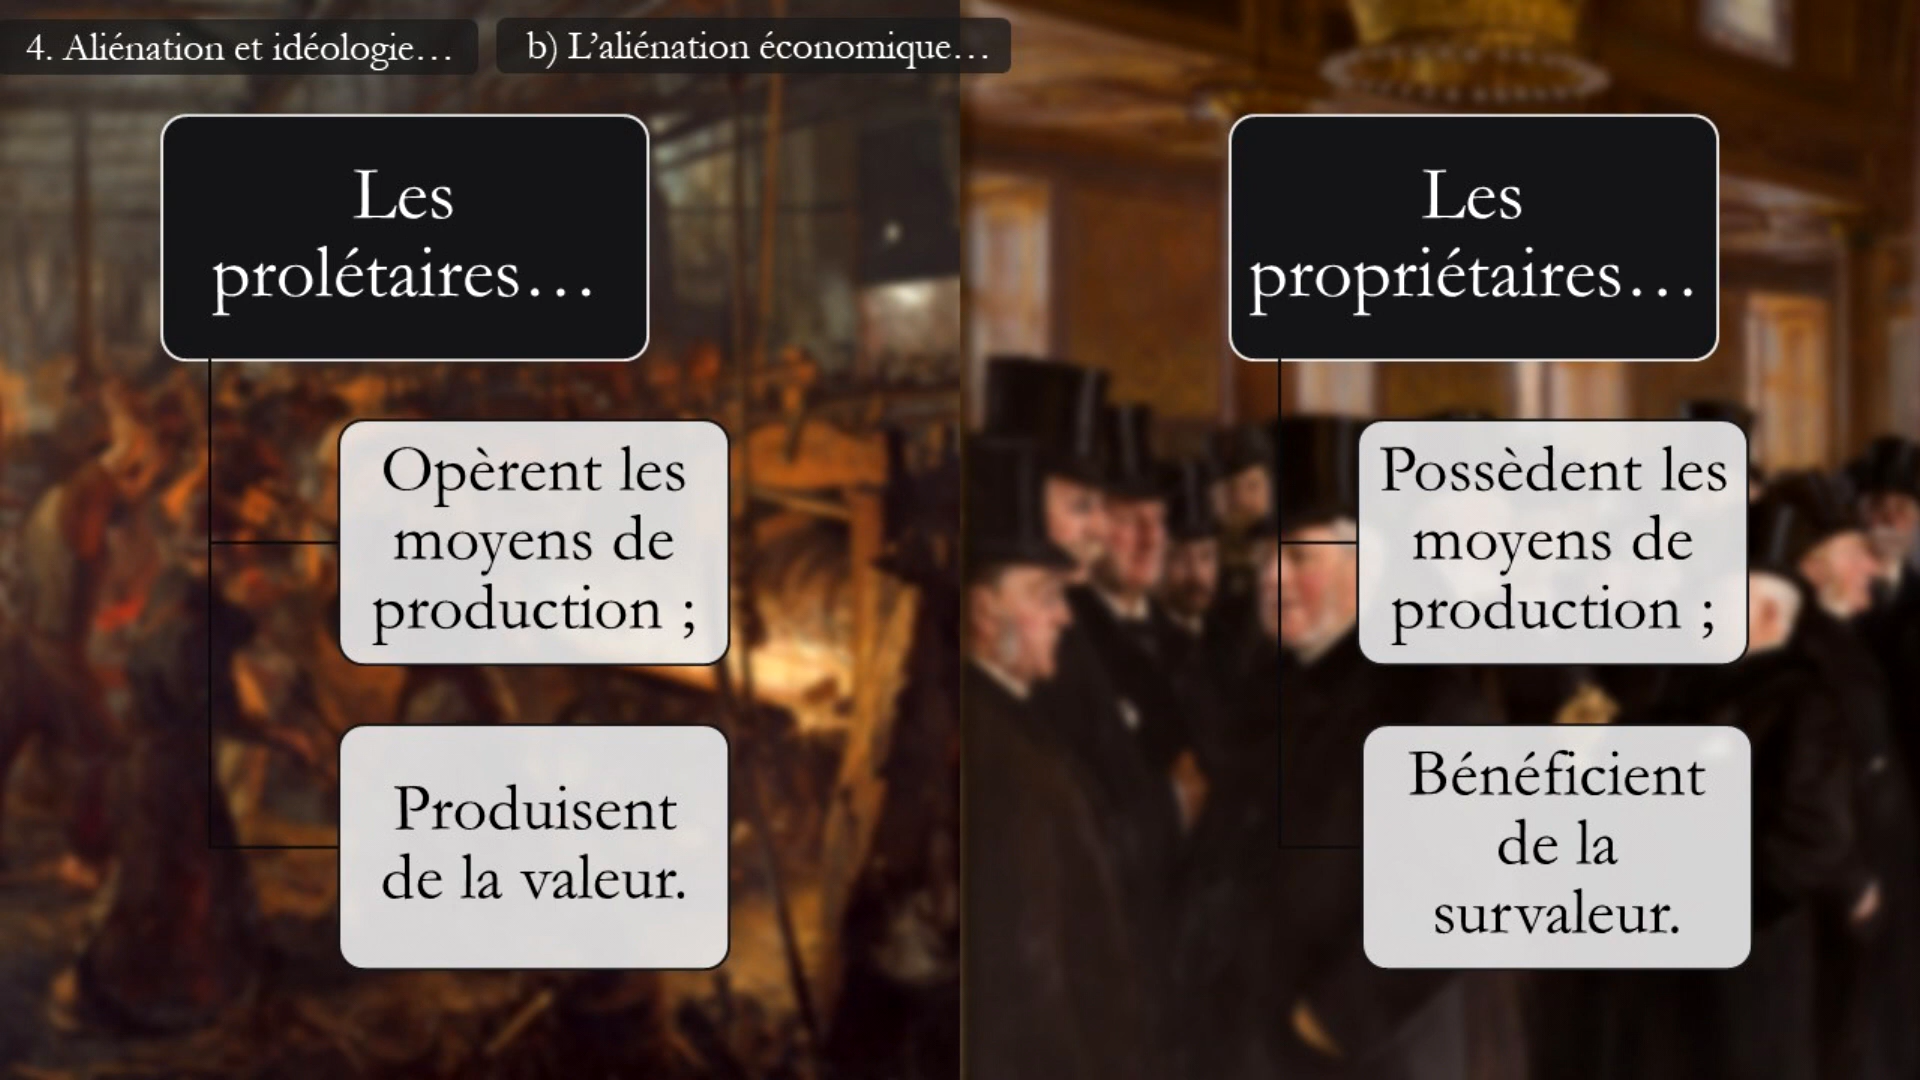 4. Aliénation et idéologie…
b) L’aliénation économique…
Les
prolétaires…
Opèrent les
moyens de
production ;
Produisent
de la valeur.
Les
propriétaires…
Possèdent les
moyens de
production ;
Bénéficient
de la
survaleur.